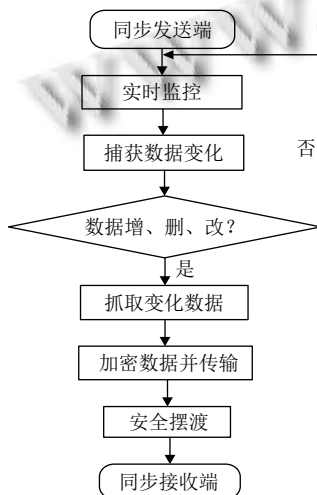 同步发送端
实时监控
捕获数据变化
否
数据增、删、改?
是
抓取变化数据
加密数据并传输
安全摆渡
同步接收端